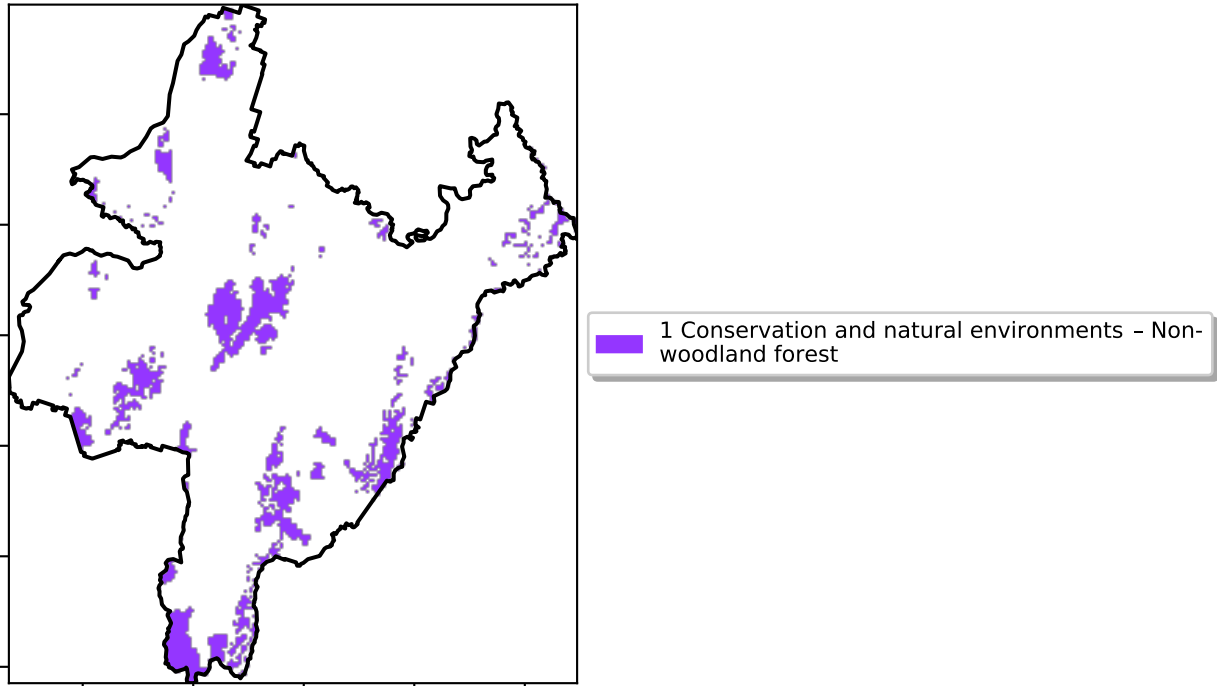 1 Conservation and natural environments – Non-
woodland forest